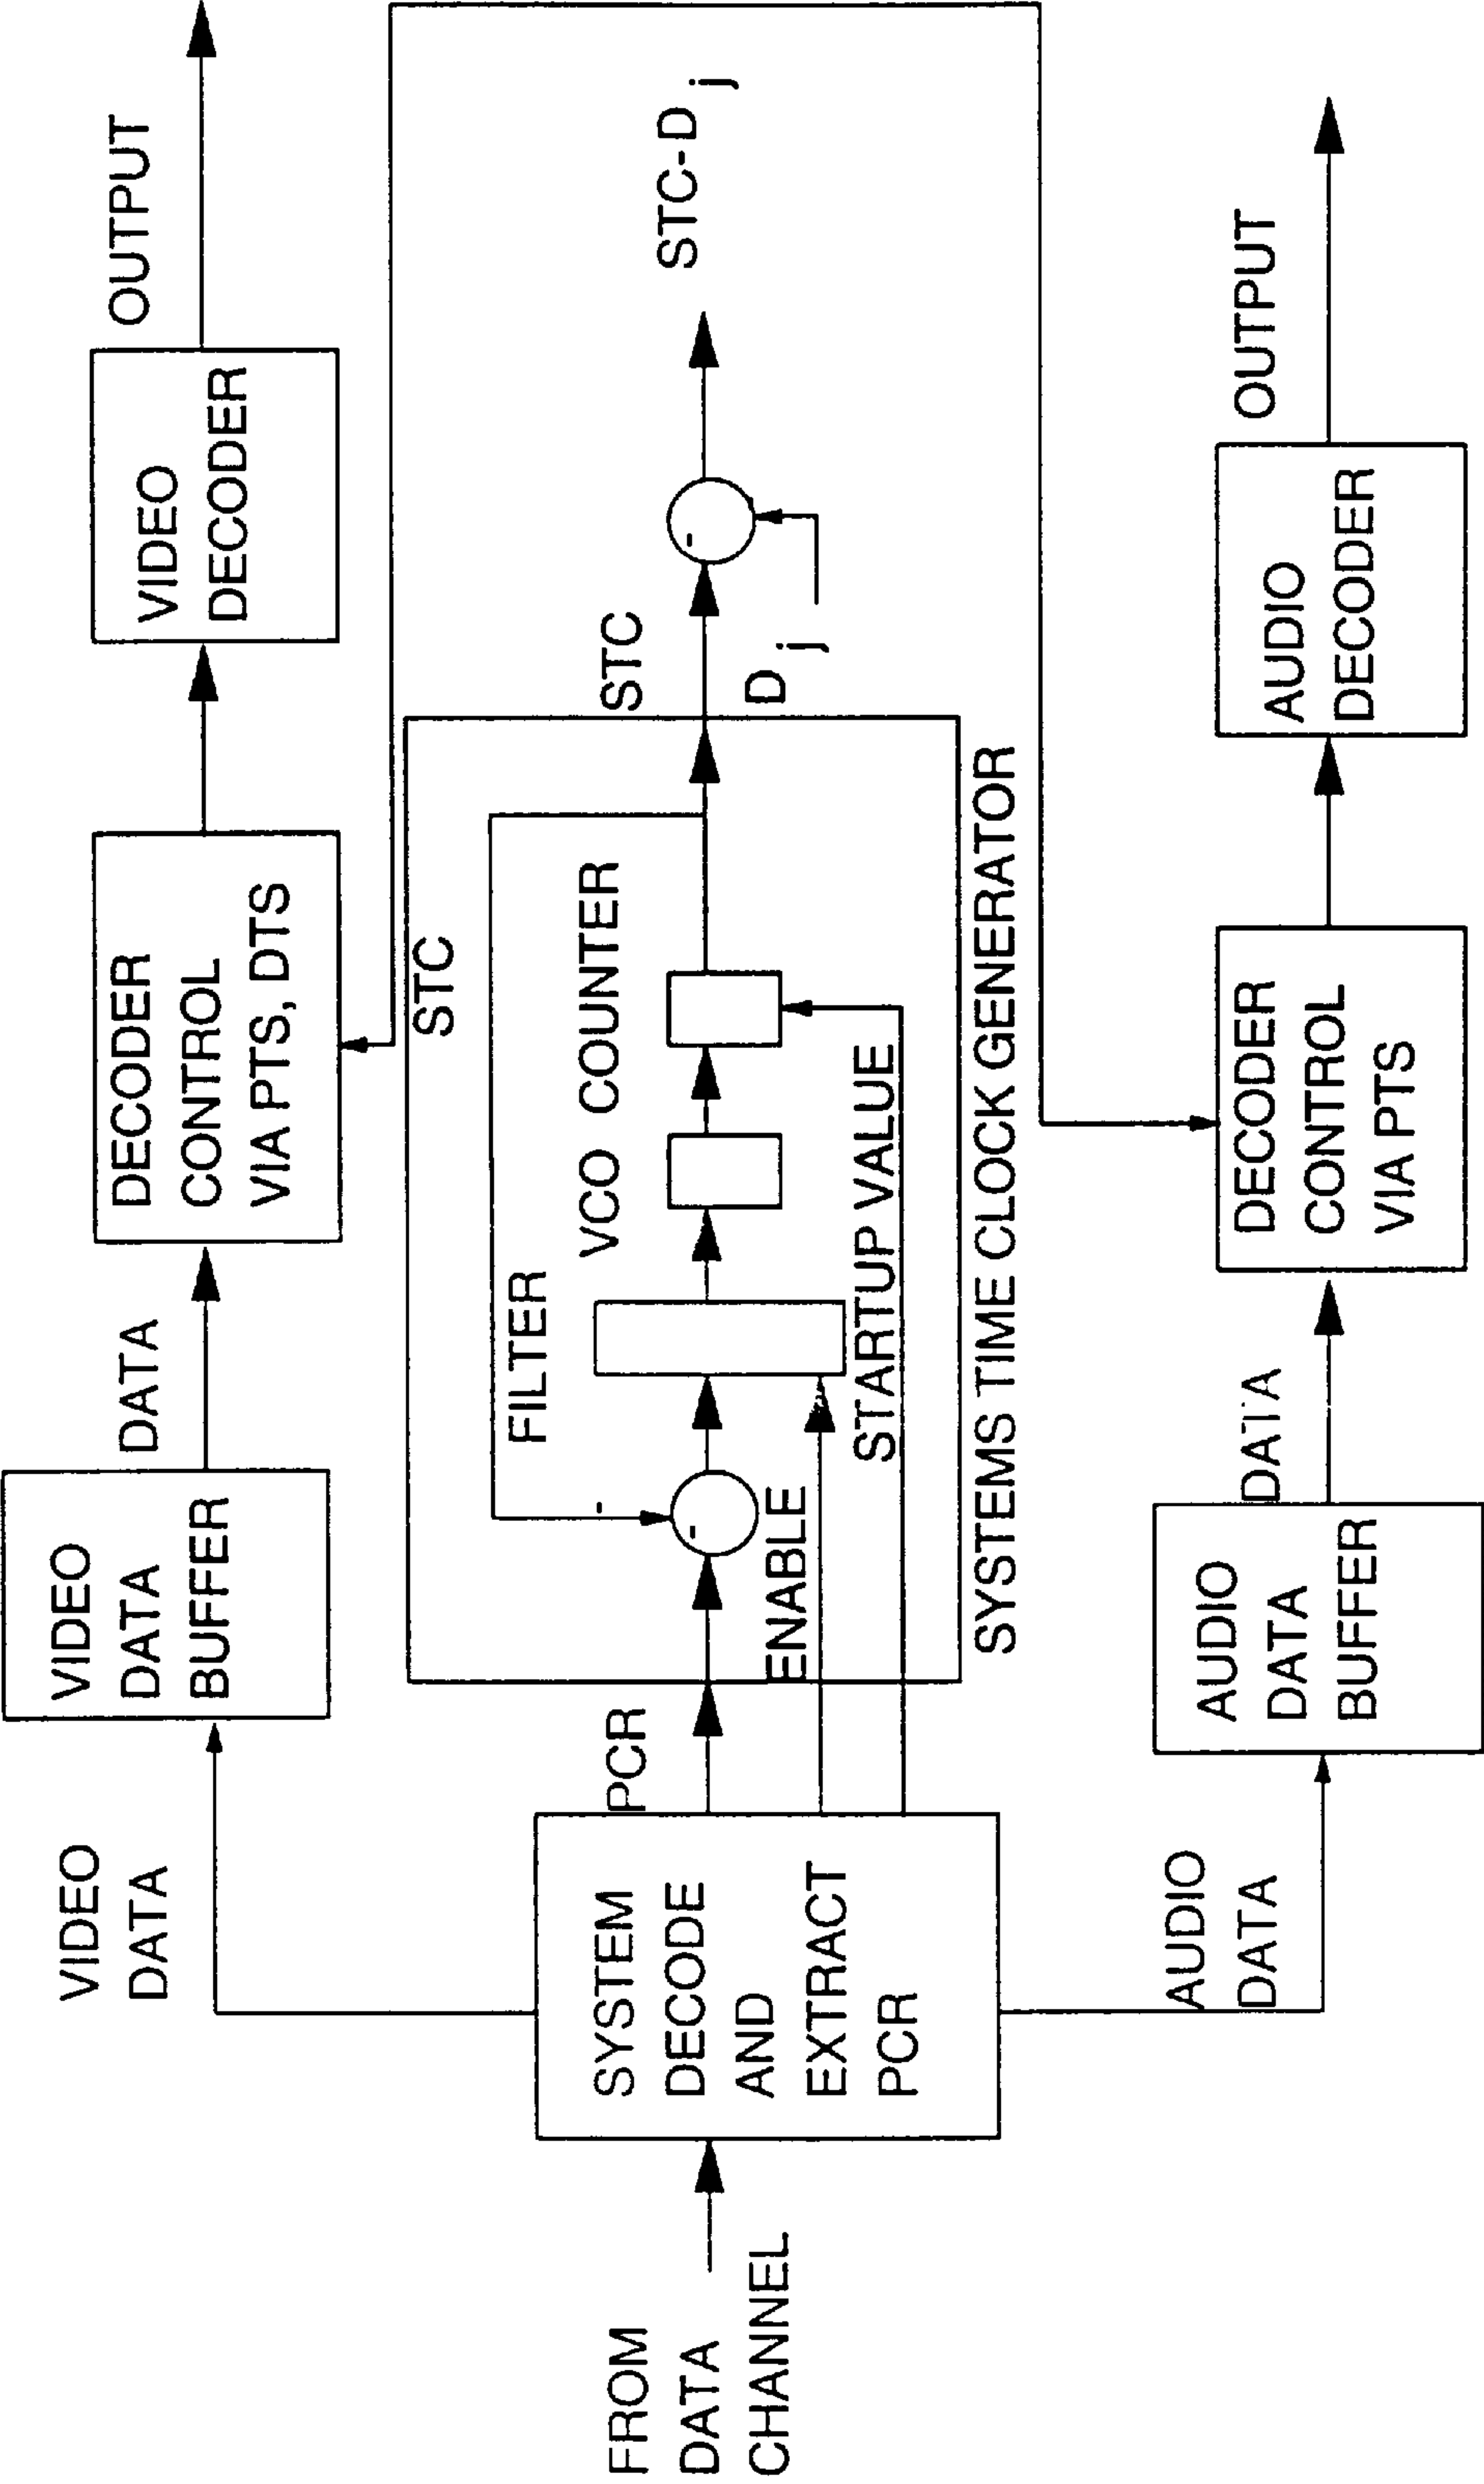 FROM
DATA
CHANNEL
SYSTEM
DECODE
AND
EXTRACT
PCR
VIDEO
DATA
VIDEO
DATA
BUFFER
DATA
DECODER
CONTROL
VIA PTS, DTS
VIDEO
DECODER
OUTPUT
PCR
ENABLE
STARTUP VALUE
-
-
FILTER
VCO COUNTER
STC
SYSTEMS TIME CLOCK GENERATOR
STC
D j
-
STC-D j
AUDIO
DATA
AUDIO
DATA
BUFFER
DATA
DECODER
CONTROL
VIA PTS
AUDIO
DECODER
OUTPUT